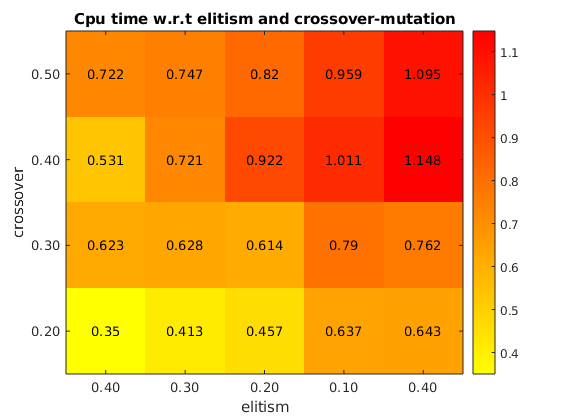 Cpu time w.r.t elitism and crossover-mutation
0.50 0.722 0.747 0.82 0.959 1.095
0.40 0.531 0.721 0.922 1.011 1.148
0.30 0.623 0.628 0.614 0.79 0.762
0.20 0.35 0.413 0.457 0.637 0.643
0.40 0.30 0.20 0.10 0.40
elitism
crossover
1.1
1
0.9
0.8
0.7
0.6
0.5
0.4